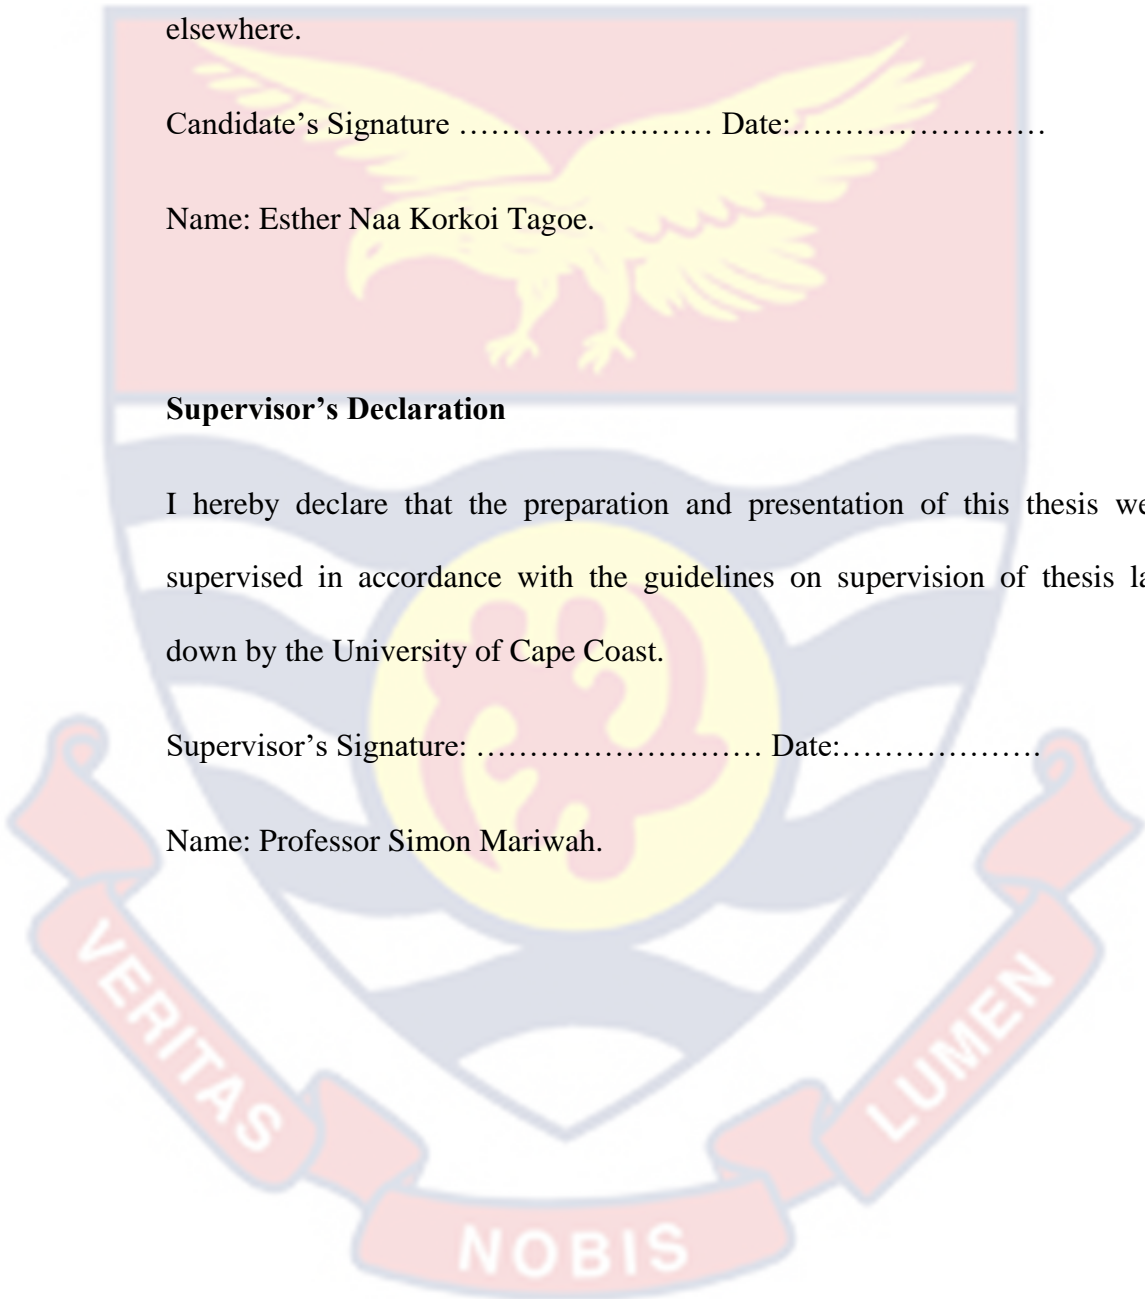 elsewhere.
Candidate’s Signature …………………… Date:……………………
Name: Esther Naa Korkoi Tagoe.
Supervisor’s Declaration
I hereby declare that the preparation and presentation of this thesis we
supervised in accordance with the guidelines on supervision of thesis la
down by the University of Cape Coast.
Supervisor’s Signature: ……………………… Date:……………….
Name: Professor Simon Mariwah.
VERITAS
NOBIS
LUMEN